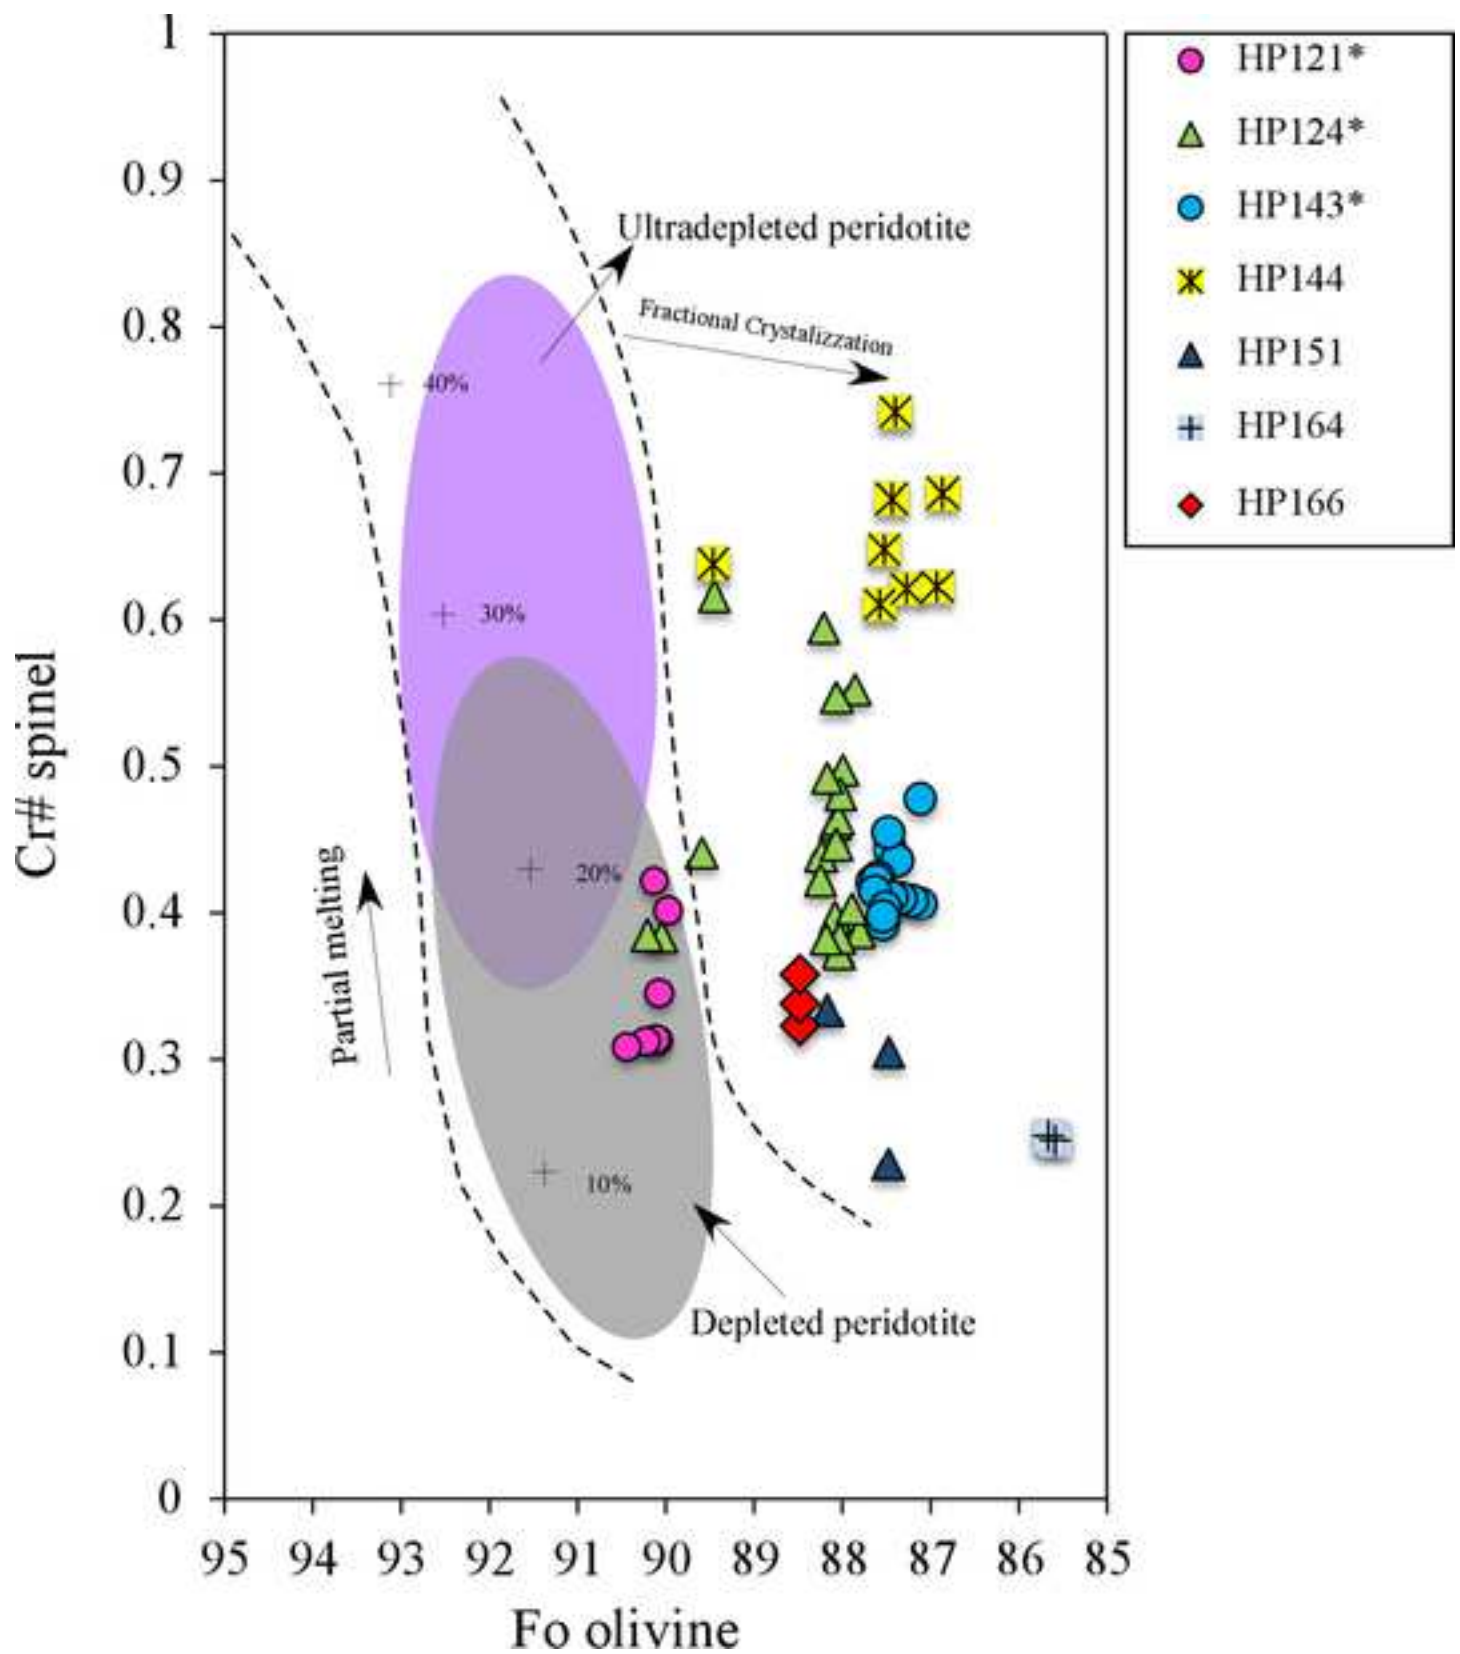 1
0.9
0.8
0.7
0.6
0.5
0.4
0.3
0.2
0.1
0
Cr# spinel
95 94 93 92 91 90 89 88 87 86 85
Fo olivine
Ultradepleted peridotite
Fractional Crystalizzation
40%
30%
20%
10%
Partial melting
Depleted peridotite
HP121*
HP124*
HP143*
HP144
HP151
HP164
HP166